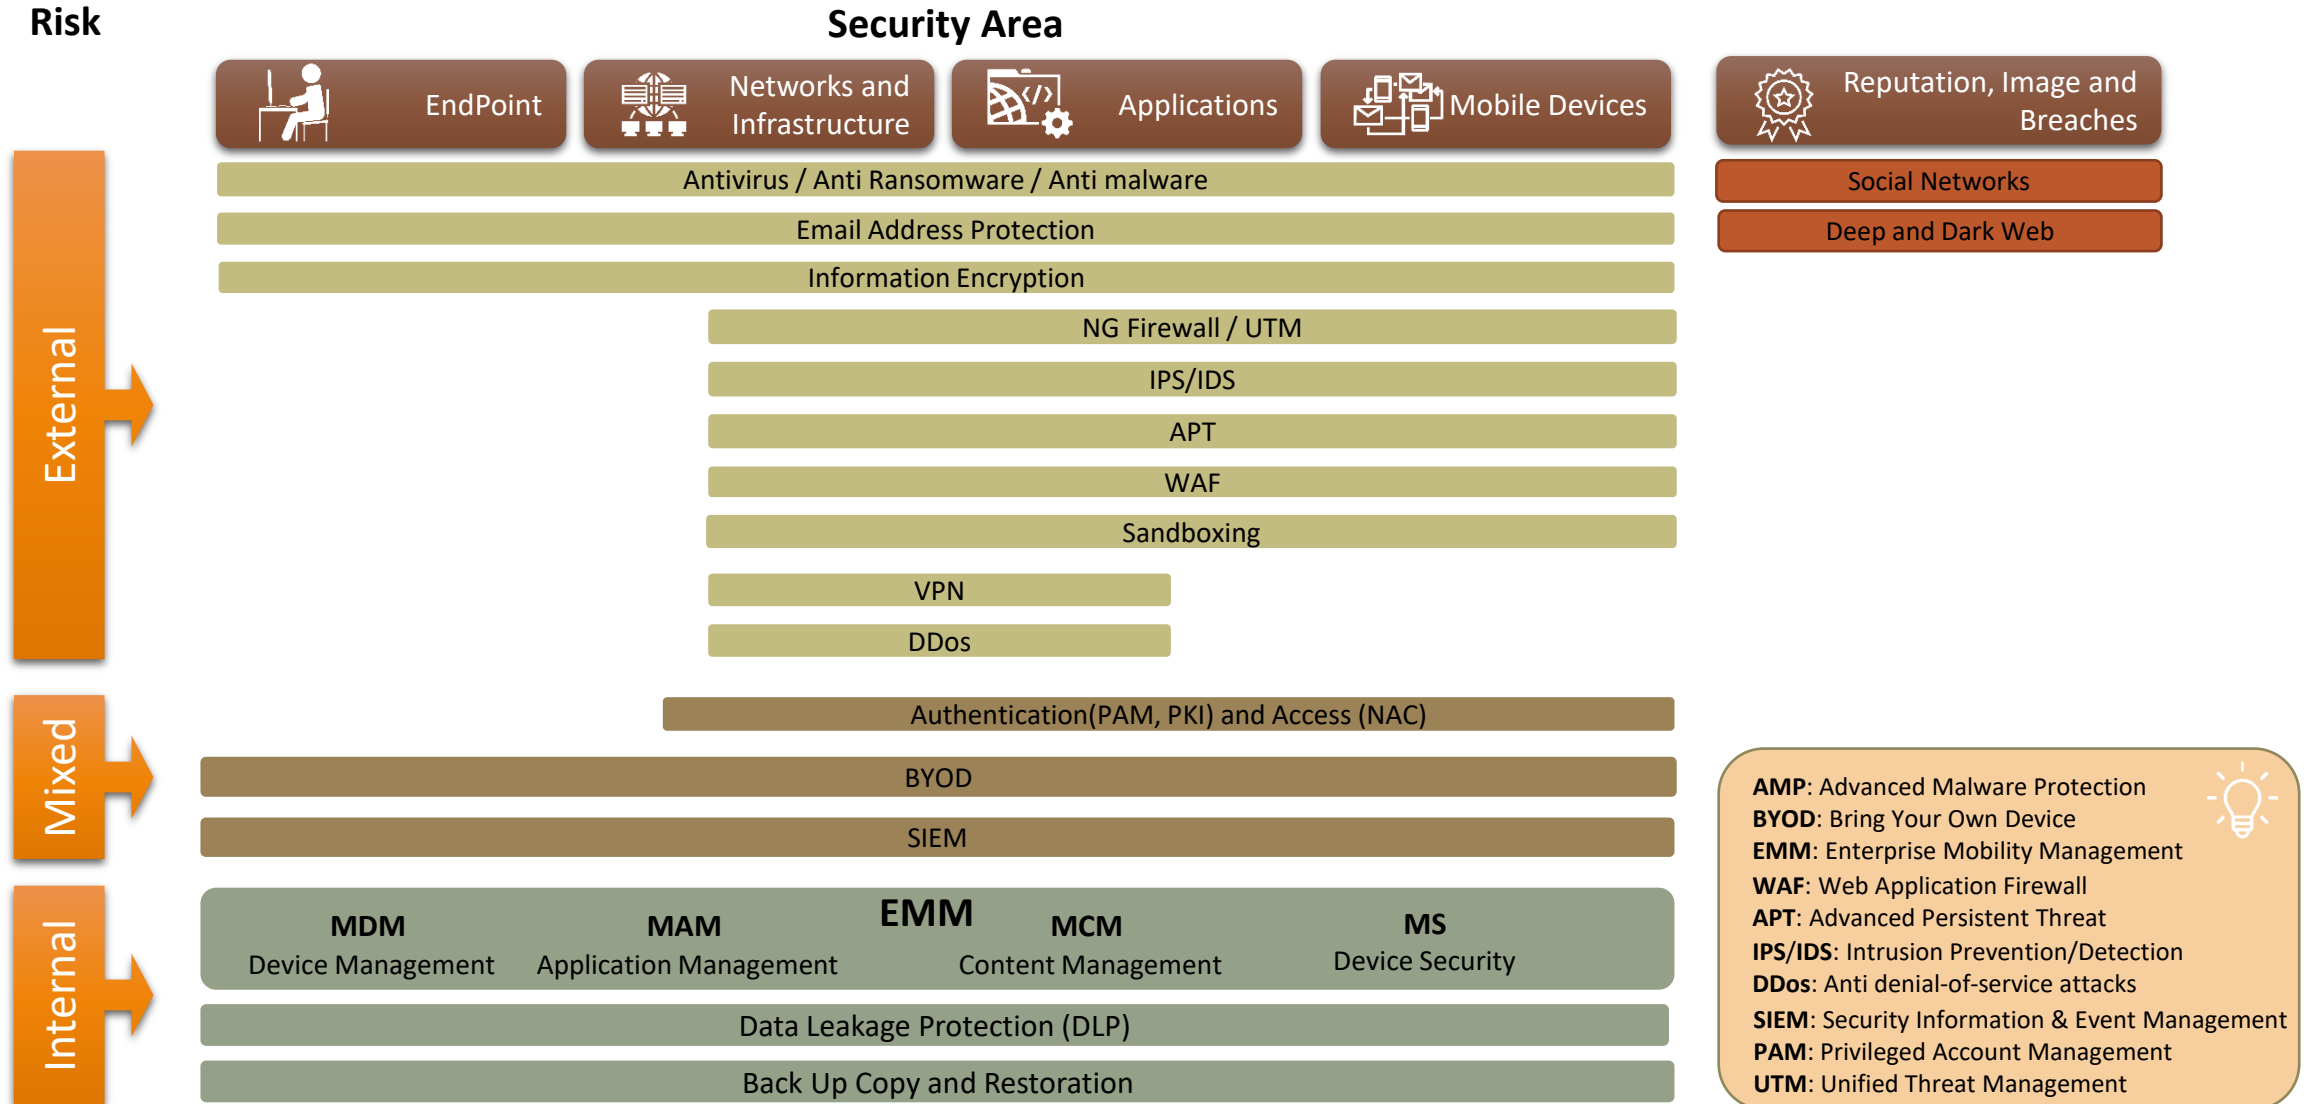 Risk
Security Area
EndPoint
Networks and
Infrastructure
Applications
Mobile Devices
Reputation, Image and
Breaches
External
Antivirus / Anti Ransomware / Anti malware
Email Address Protection
Information Encryption
NG Firewall / UTM
IPS/IDS
APT
WAF
Sandboxing
VPN
DDos
Social Networks
Deep and Dark Web
Mixed
Authentication(PAM, PKI) and Access (NAC)
BYOD
SIEM
Internal
EMM
MDM
Device Management
MAM
Application Management
MCM
Content Management
MS
Device Security
Data Leakage Protection (DLP)
Back Up Copy and Restoration
AMP: Advanced Malware Protection
BYOD: Bring Your Own Device
EMM: Enterprise Mobility Management
WAF: Web Application Firewall
APT: Advanced Persistent Threat
IPS/IDS: Intrusion Prevention/Detection
DDos: Anti denial-of-service attacks
SIEM: Security Information & Event Management
PAM: Privileged Account Management
UTM: Unified Threat Management